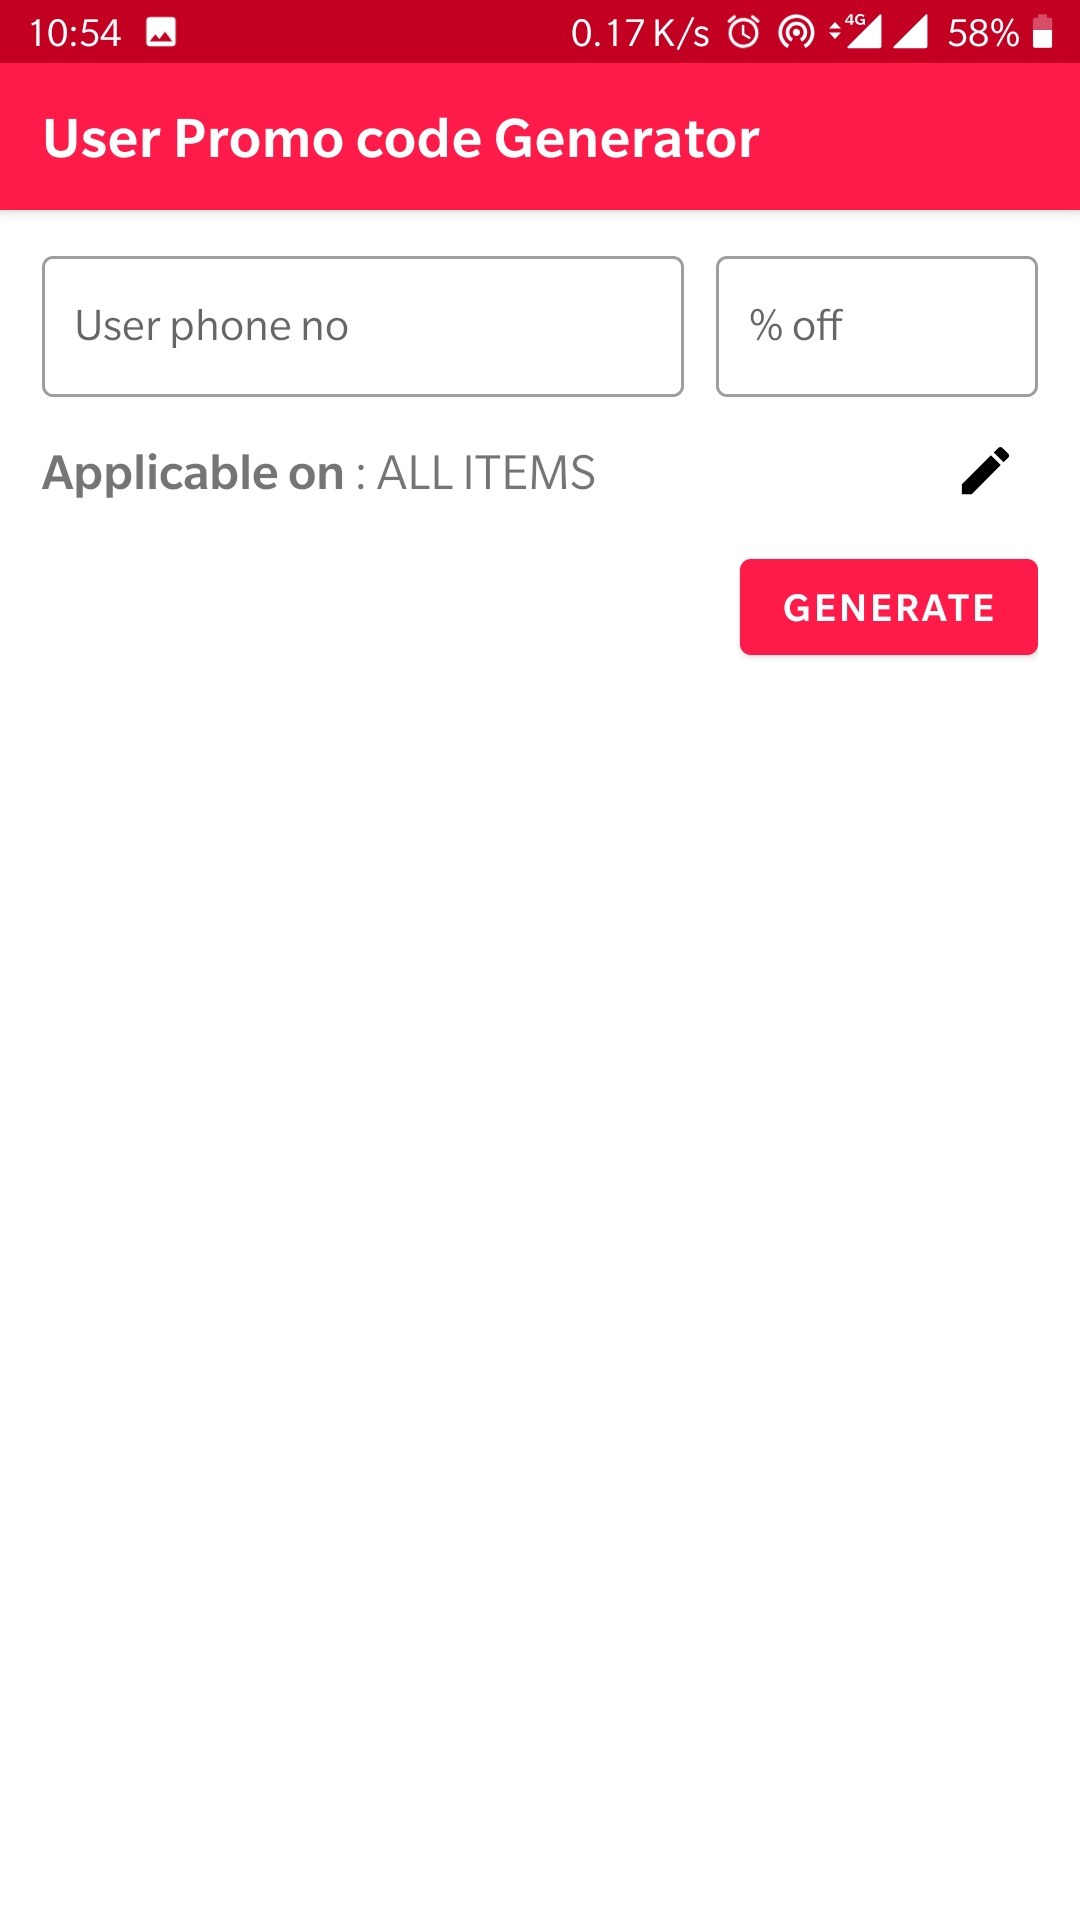 10:54 0.17 K/s 4G 58%
User Promo code Generator
User phone no % off
Applicable on : ALL ITEMS
GENERATE